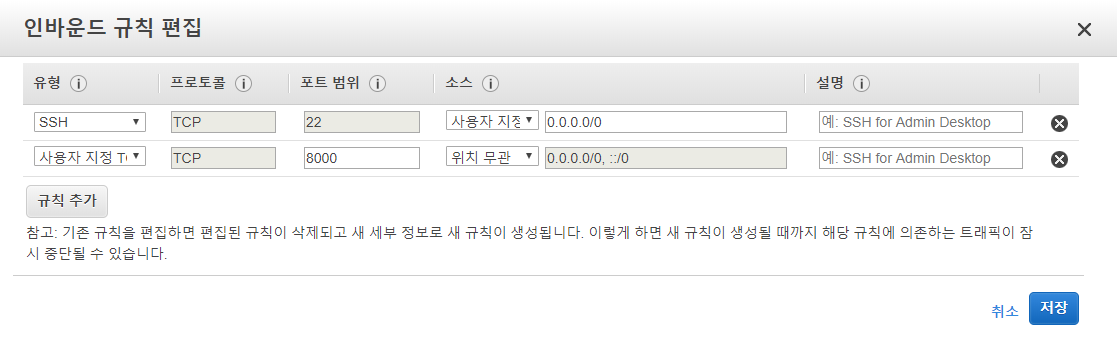 인바운드 규칙 편집
유형 프로토콜 포트 범위 소스 설명
SSH TCP 22 사용자 지정 0.0.0.0/0 예: SSH for Admin Desktop
사용자 지정 TC TCP 8000 위치 무관 0.0.0.0/0, ::/0 예: SSH for Admin Desktop
규칙 추가
참고: 기존 규칙을 편집하면 편집된 규칙이 삭제되고 새 세부 정보로 새 규칙이 생성됩니다. 이렇게 하면 새 규칙이 생성될 때까지 해당 규칙에 의존하는 트래픽이 잠
시 중단될 수 있습니다.
취소 저장